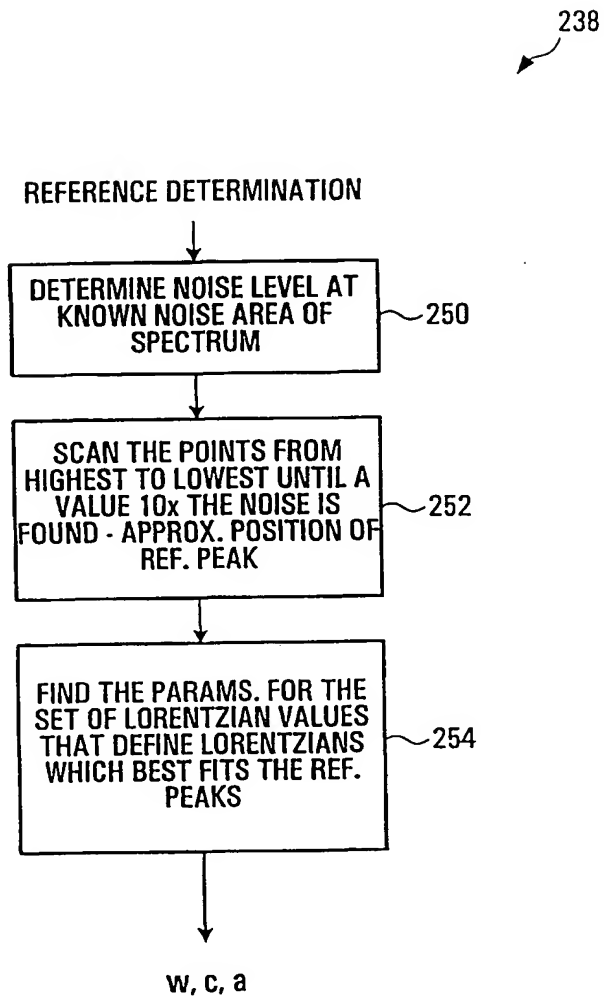 238
REFERENCE DETERMINATION
DETERMINE NOISE LEVEL AT
KNOWN NOISE AREA OF
SPECTRUM
250
SCAN THE POINTS FROM
HIGHEST TO LOWEST UNTIL A
VALUE 10x THE NOISE IS
FOUND - APPROX. POSITION OF
REF. PEAK
252
FIND THE PARAMS. FOR THE
SET OF LORENTZIAN VALUES
THAT DEFINE LORENTZIANS
WHICH BEST FITS THE REF.
PEAKS
254
w, c, a